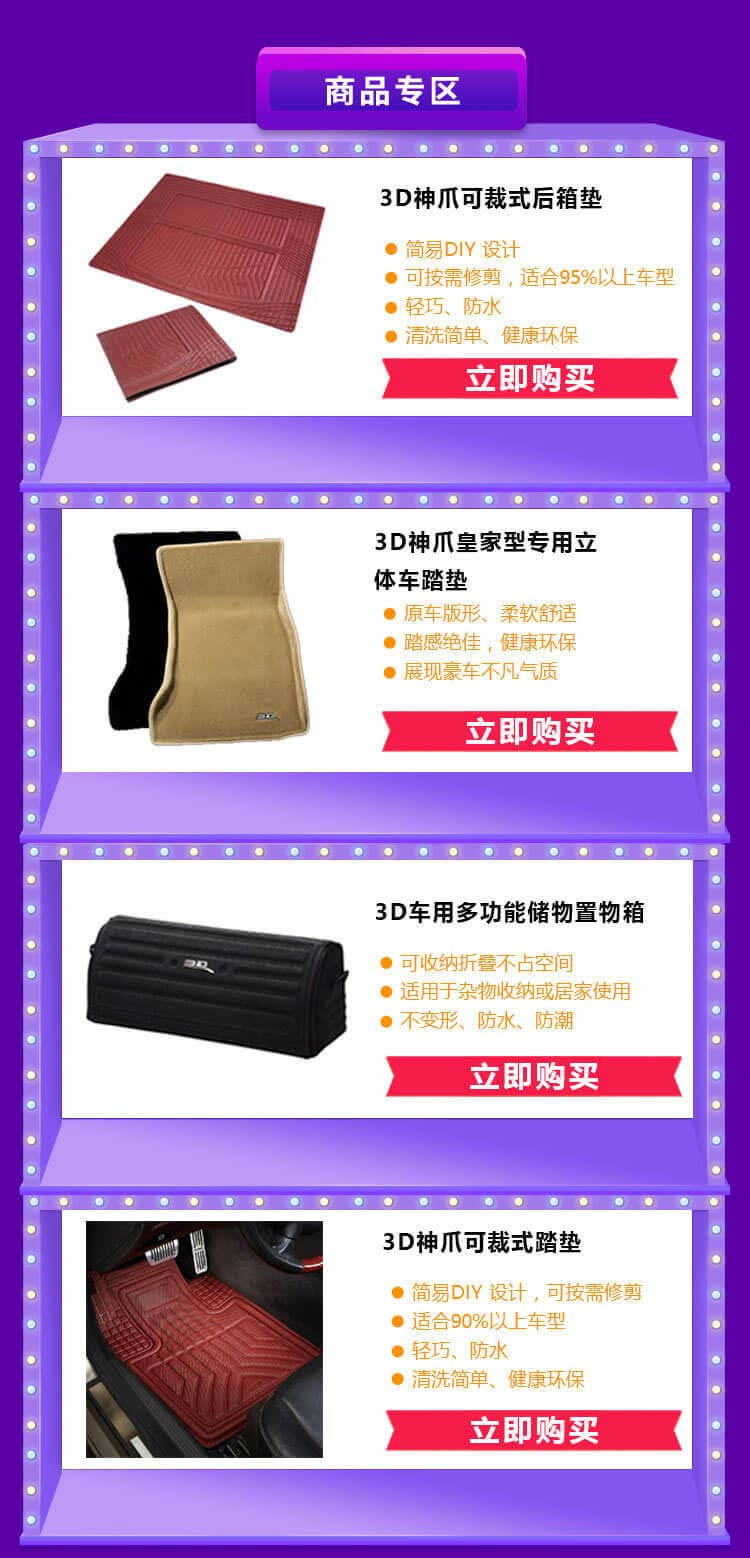 商品专区
3D神爪可裁式后箱垫
简易DIY 设计
可按需修剪，适合95%以上车型
轻巧、防水
清洗简单、健康环保
立即购买
3D神爪皇家型专用立
体车踏垫
原车版形、柔软舒适
踏感绝佳，健康环保
展现豪车不凡气质
立即购买
3D
3D车用多功能储物置物箱
可收纳折叠不占空间
适用于杂物收纳或居家使用
不变形、防水、防潮
立即购买
3D
3D神爪可裁式踏垫
简易DIY 设计，可按需修剪
适合90%以上车型
轻巧、防水
清洗简单、健康环保
立即购买